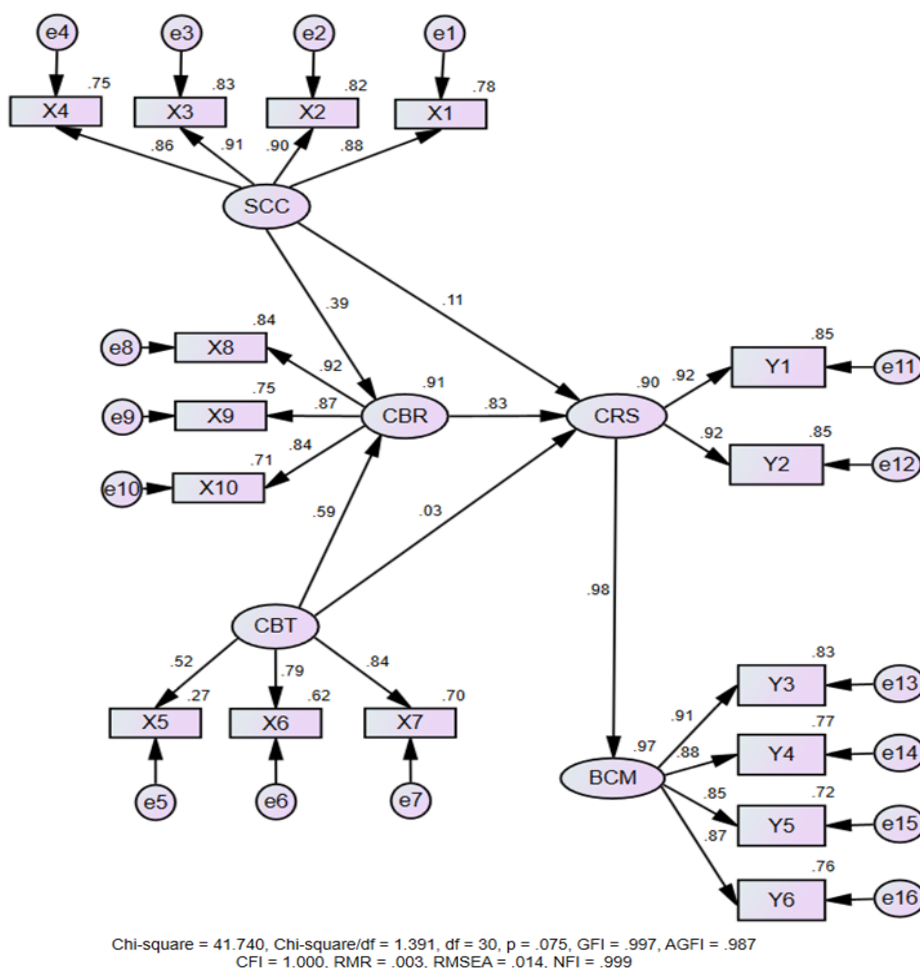 e4 e3 e2 e1
.75 .83 .82 .78
X4 X3 X2 X1
.86 .91 .90 .88
SCC
.39 .11
.84 .85
e8 X8 Y1 e11
.92 .91 .90 .92
.75
e9 X9 .87 CBR .83 CRS
.84 .92 .85
.71 Y2 e12
e10 X10
.59 .03
.98
CBT
.52 .79 .84 .83
.27 .62 .70 Y3 e13
X5 X6 X7 .91 .77
.97 .88 Y4 e14
BCM
e5 e6 e7 .85 .72
.87 Y5 e15
.76
Y6 e16
Chi-square = 41.740, Chi-square/df = 1.391, df = 30, p = .075, GFI = .997, AGFI = .987
CFI = 1.000, RMR = .003, RMSEA = .014, NFI = .999